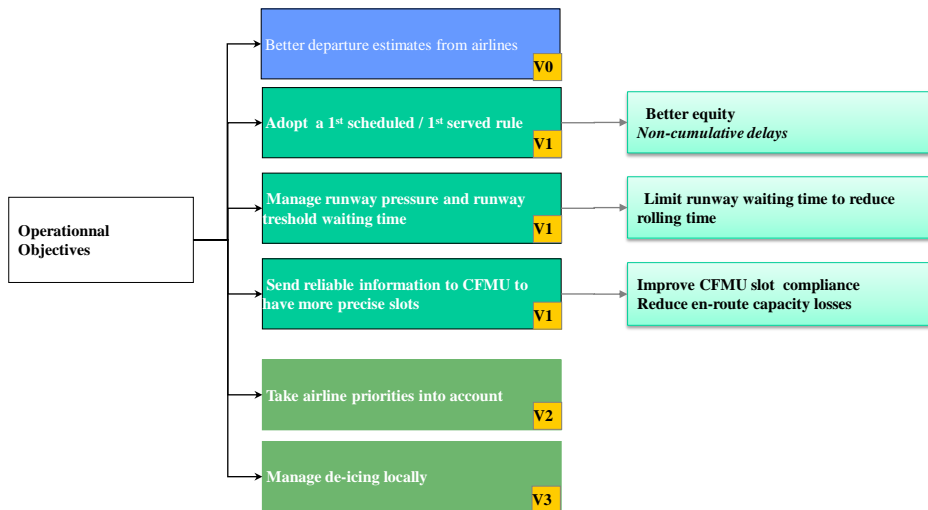 Better departure estimates from airlines
V0
Adopt a 1st scheduled / 1st served rule
V1
Better equity
Non-cumulative delays
Manage runway pressure and runway
treshold waiting time
V1
Limit runway waiting time to reduce
rolling time
Operationnal
Objectives
Send reliable information to CFMU to
have more precise slots
V1
Improve CFMU slot compliance
Reduce en-route capacity losses
Take airline priorities into account
V2
Manage de-icing locally
V3